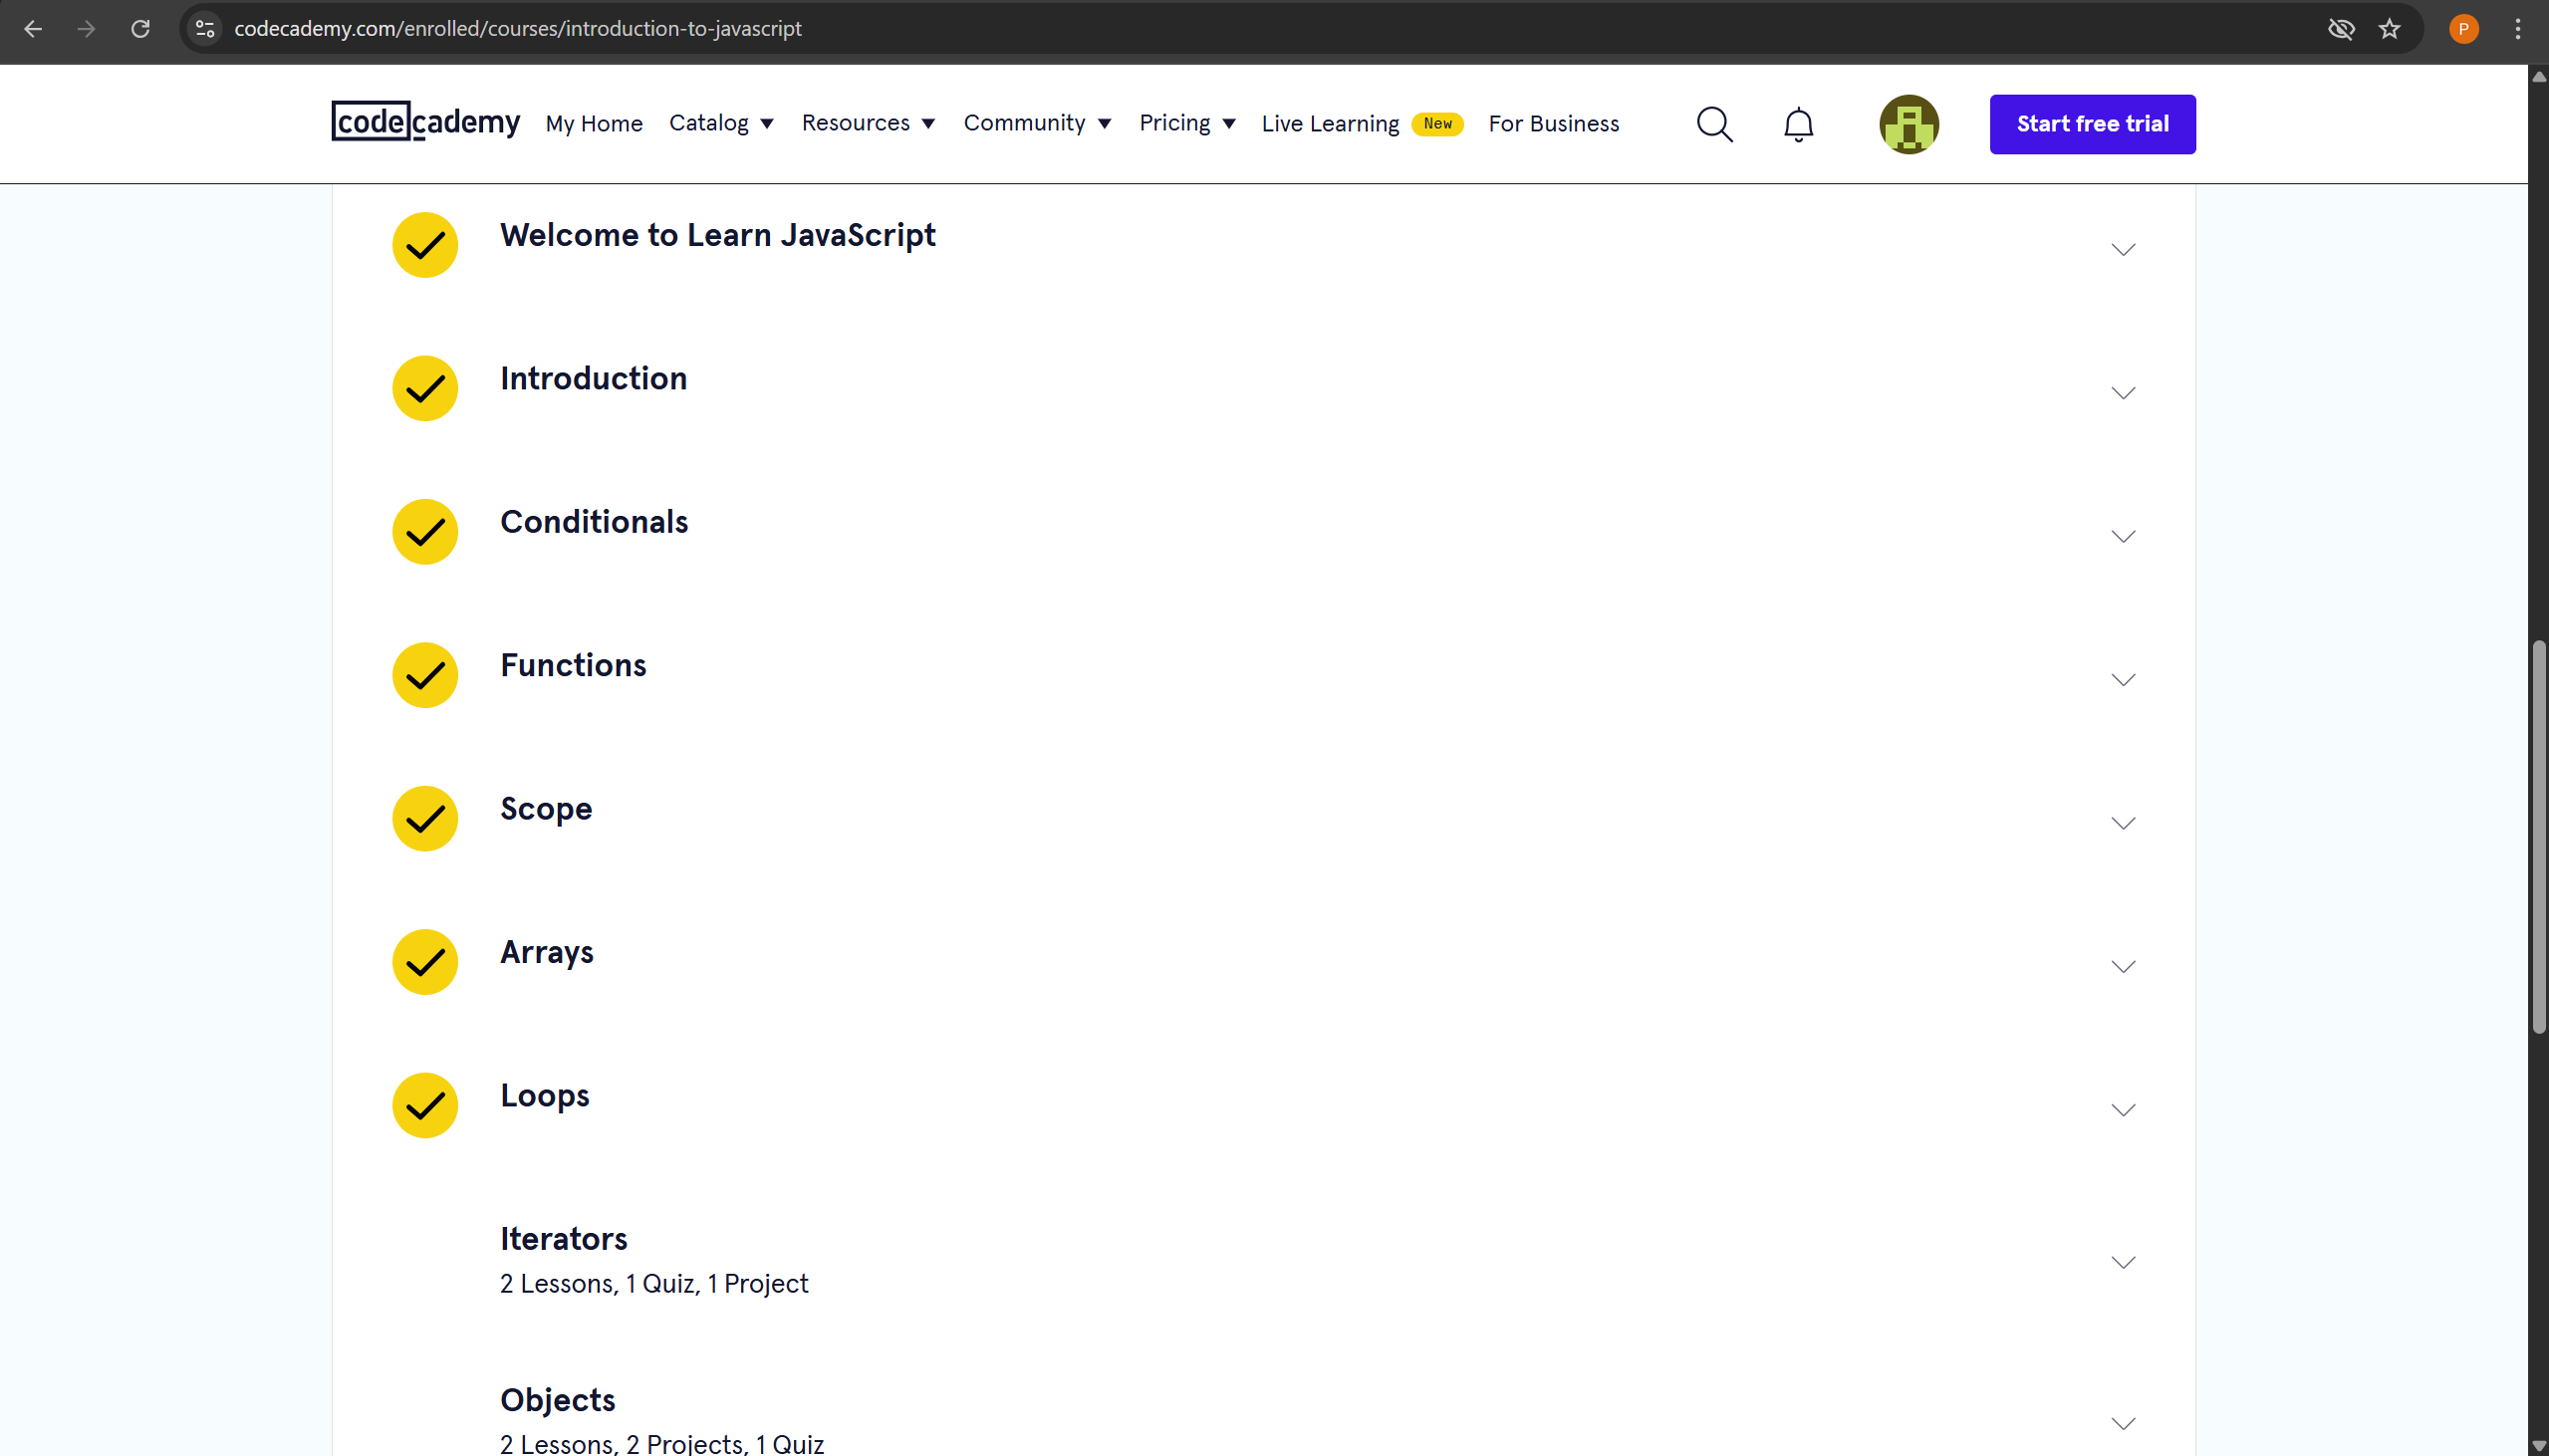 codecademy.com/enrolled/courses/introduction-to-javascript
P
codecademy My Home Catalog Resources Community Pricing Live Learning New For Business Start free trial
Welcome to Learn JavaScript
Introduction
Conditionals
Functions
Scope
Arrays
Loops
Iterators
2 Lessons, 1 Quiz, 1 Project
Objects
2 Lessons, 2 Projects, 1 Quiz